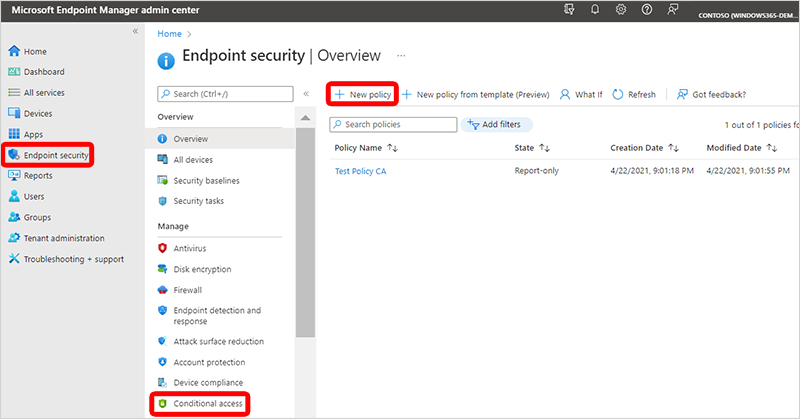 Microsoft Endpoint Manager admin center
CONTOSO (WINDOWS365-DEM...
Home
Dashboard
All services
Devices
Apps
Endpoint security
Reports
Users
Groups
Tenant administration
Troubleshooting + support
Home >
Endpoint security | Overview ...
Search (Ctrl+/)
Overview
Overview
All devices
Security baselines
Security tasks
Manage
Antivirus
Disk encryption
Firewall
Endpoint detection and
response
Attack surface reduction
Account protection
Device compliance
Conditional access
+ New policy + New policy from template (Preview) What If Refresh Got feedback?
Search policies Add filters 1 out of 1 policies fo
Policy Name State Creation Date Modified Date
Test Policy CA Report-only 4/22/2021, 9:01:18 PM 4/22/2021, 9:01:55 PM